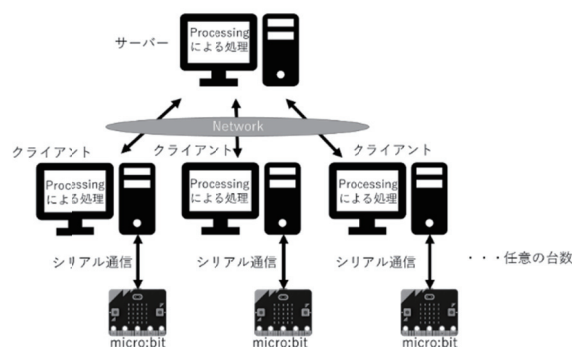 サーバー
Processing
による処理
Network
クライアント
クライアント
クライアント
Processing
による処理
Processing
による処理
Processing
による処理
シリアル通信
シリアル通信
シリアル通信
・・・任意の台数
micro:bit
micro:bit
micro:bit